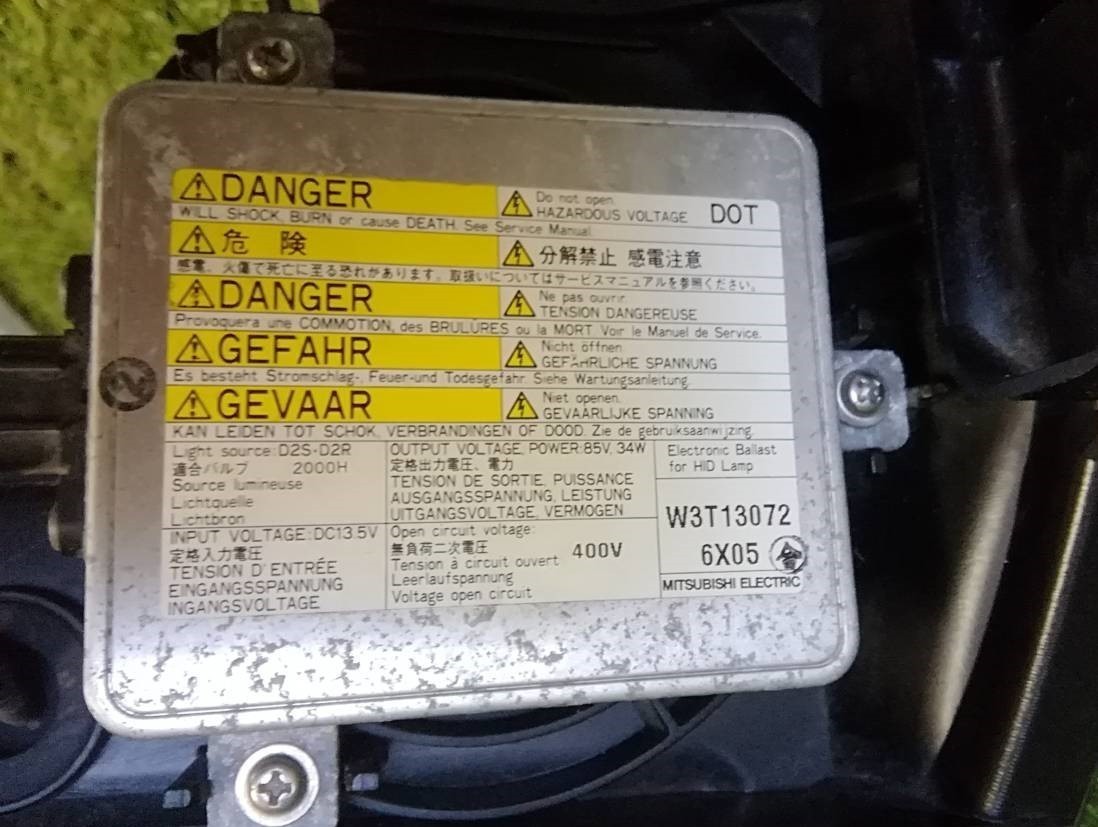 DANGER
Do not open.
HAZARDOUS VOLTAGE
DOT
WILL SHOCK, BURN or cause DEATH. See Service Manual.
危 険
分解禁止 感電注意
感電、火傷で死亡に至る恐れがあります。取扱いについてはサービスマニュアルを参照ください。
DANGER
Ne pas ouvrir.
TENSION DANGEREUSE
Provoquera une COMMOTION, des BRULÛRES ou la MORT. Voir le Manuel de Service.
GEFAHR
Nicht öffnen.
GEFÄHRLICHE SPANNUNG
Es besteht Stromschlag-, Feuer-und Todesgefahr. Siehe Wartungsanleitung.
GEVAAR
Niet openen.
GEVAARLIJKE SPANNING
KAN LEIDEN TOT SCHOK, VERBRANDINGEN OF DOOD. Zie de gebruiksaanwijzing.
Light source:D2S·D2R
適合バルブ 2000H
Source lumineuse
Lichtquelle
Lichtbron
OUTPUT VOLTAGE, POWER:85V, 34W
定格出力電圧、電力
TENSION DE SORTIE, PUISSANCE
AUSGANGSSPANNUNG, LEISTUNG
UITGANGSVOLTAGE, VERMOGEN
Electronic Ballast
for HID Lamp
INPUT VOLTAGE:DC13.5V
定格入力電圧
TENSION D'ENTRÉE
EINGANGSSPANNUNG
INGANGSVOLTAGE
Open circuit voltage:
無負荷二次電圧 400V
Tension à circuit ouvert
Leerlaufspannung
Voltage open circuit
W3T13072
6X05
MITSUBISHI ELECTRIC
2